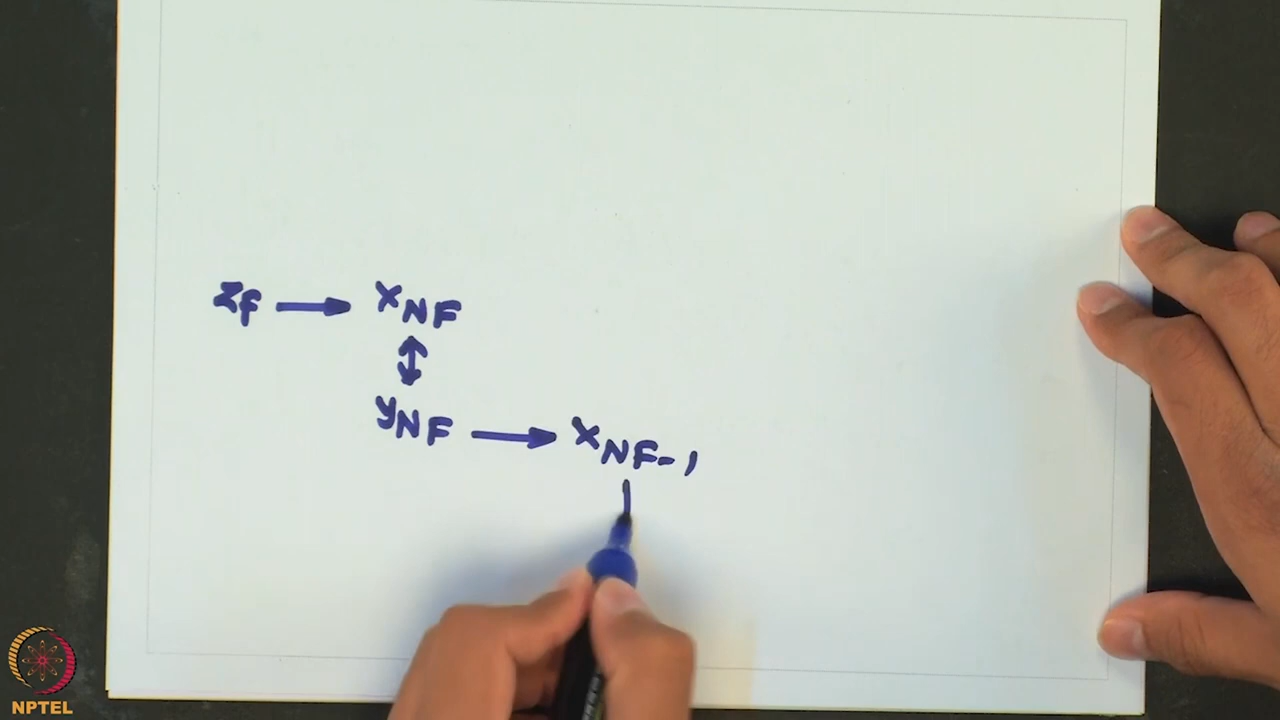 zf → xNF
↕
yNF → xNF-1
NPTEL